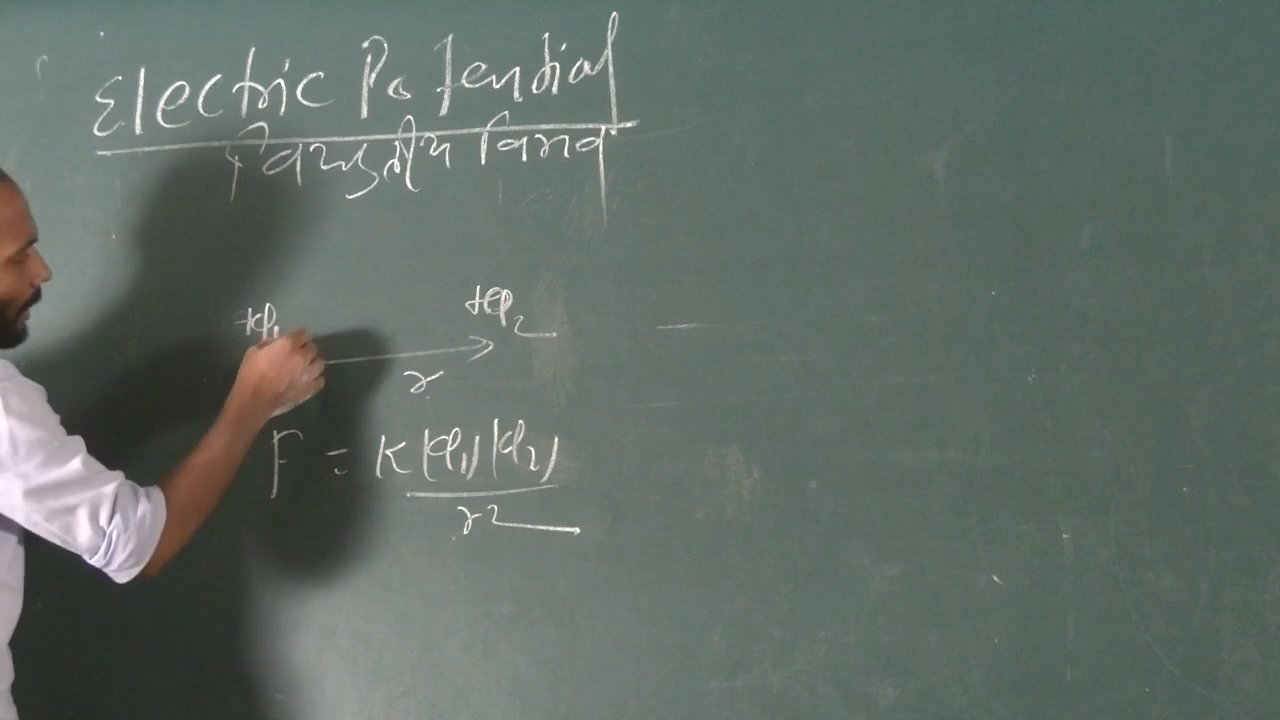 Electric Potential
विद्युतीय विभव
+q₁ +q₂
r
F = K|q₁||q₂|
r²